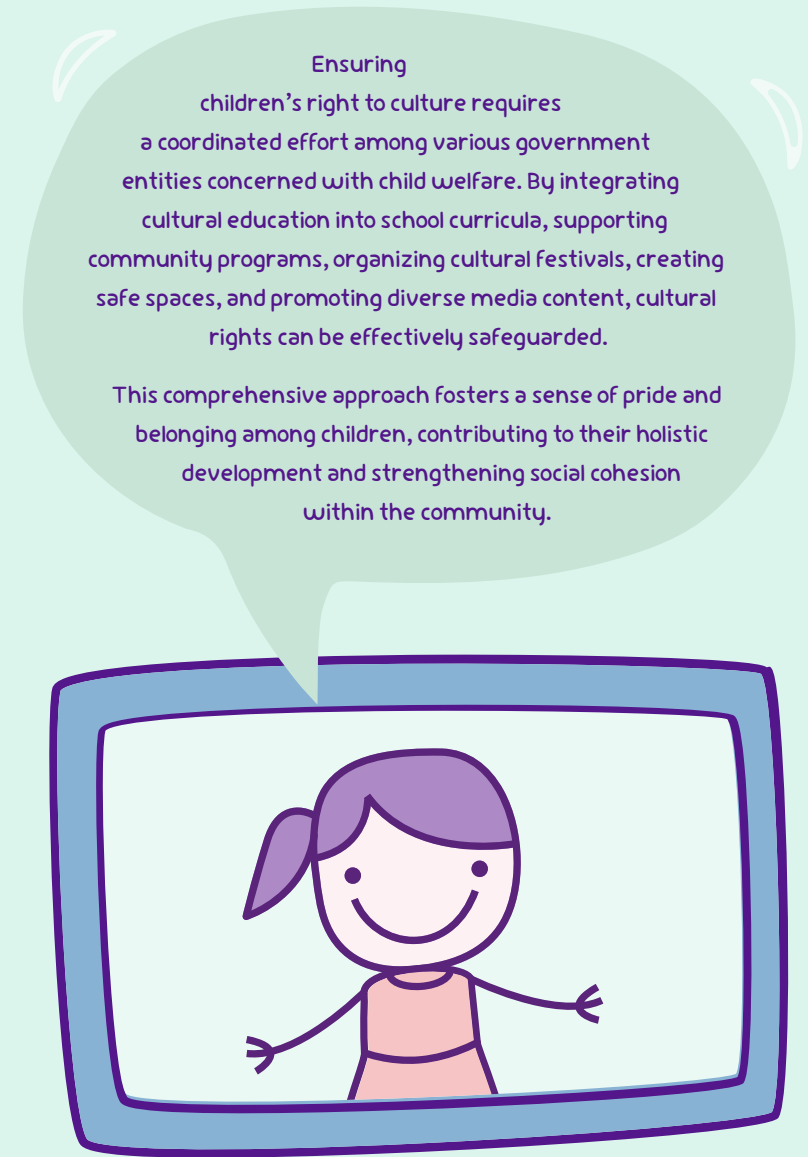 Ensuring
children's right to culture requires
a coordinated effort among various government
entities concerned with child welfare. By integrating
cultural education into school curricula, supporting
community programs, organizing cultural festivals, creating
safe spaces, and promoting diverse media content, cultural
rights can be effectively safeguarded.
This comprehensive approach fosters a sense of pride and
belonging among children, contributing to their holistic
development and strengthening social cohesion
within the community.